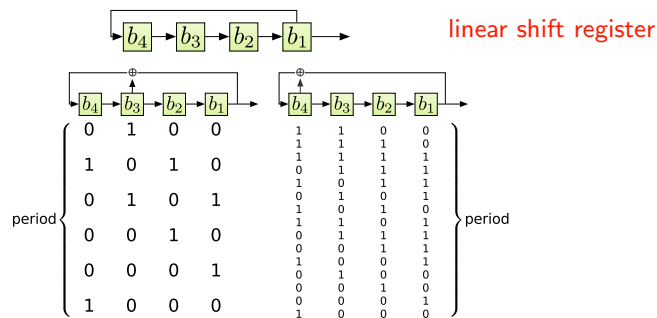 linear shift register
b4 b3 b2 b1
⊕
b4 b3 b2 b1
0 1 0 0
1 0 1 0
0 1 0 1
0 0 1 0
0 0 0 1
1 0 0 0
period
⊕
b4 b3 b2 b1
1 1 0 0
1 1 1 0
1 1 1 1
0 1 1 1
1 0 1 1
0 1 0 1
1 0 1 0
1 1 0 1
0 1 1 0
0 0 1 1
1 0 0 1
0 1 0 0
0 0 1 0
0 0 0 1
1 0 0 0
period